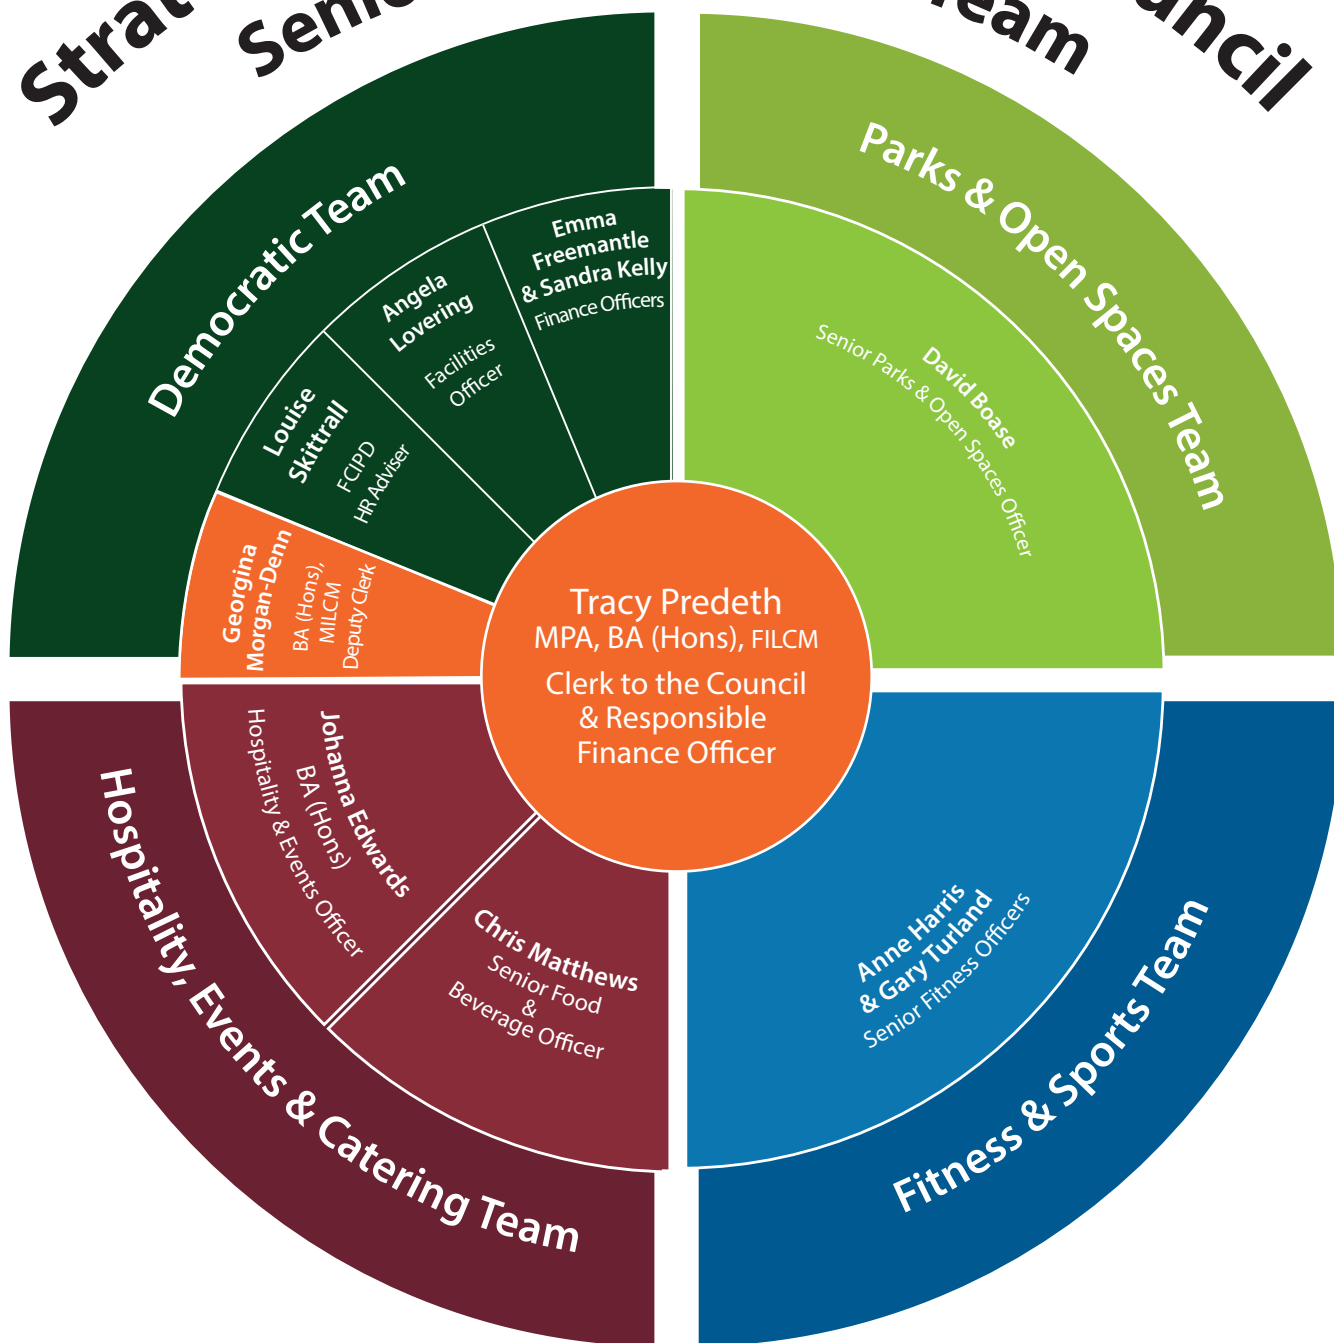 Team
Democratic Team
Emma
Freemantle
& Sandra Kelly
Finance Officers
Angela
Lovering
Facilities
Officer
Louise
Skittrall
FCIPD
HR Adviser
Georgina
Morgan-Denn
BA (Hons),
MILCM
Deputy Clerk
Parks & Open Spaces Team
David Boase
Senior Parks & Open Spaces Officer
Tracy Predeth
MPA, BA (Hons), FILCM
Clerk to the Council
& Responsible
Finance Officer
Hospitality, Events & Catering Team
Johanna Edwards
BA (Hons)
Hospitality & Events Officer
Chris Matthews
Senior Food
&
Beverage Officer
Fitness & Sports Team
Anne Harris
& Gary Turland
Senior Fitness Officers